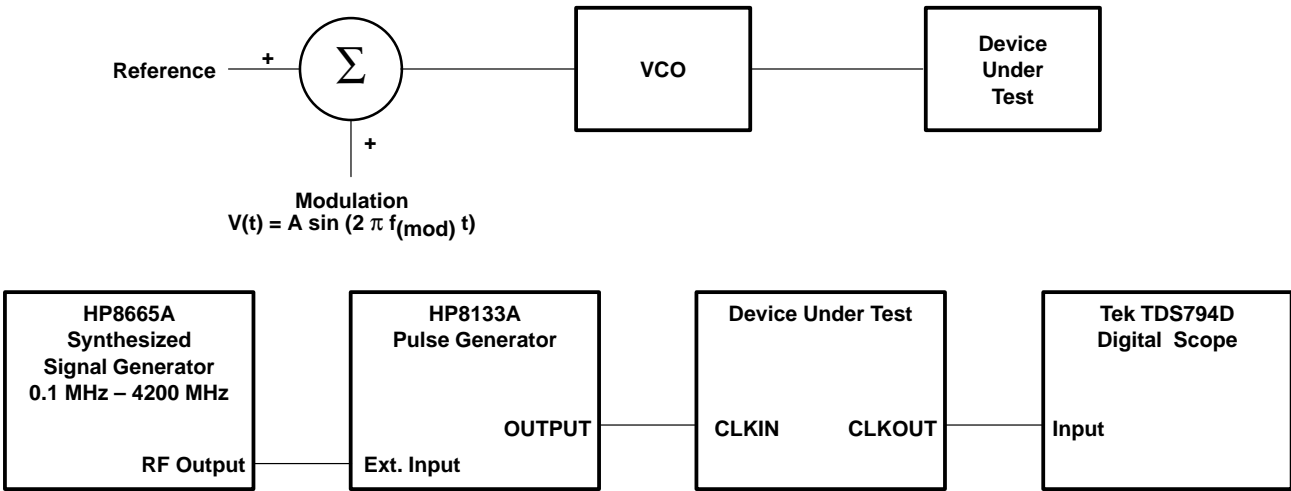 Reference
+
Σ
+
VCO
Device
Under
Test
Modulation
V(t) = A sin (2 π f(mod) t)
HP8665A
Synthesized
Signal Generator
0.1 MHz – 4200 MHz
RF Output
HP8133A
Pulse Generator
OUTPUT
Ext. Input
Device Under Test
CLKIN
CLKOUT
Tek TDS794D
Digital Scope
Input